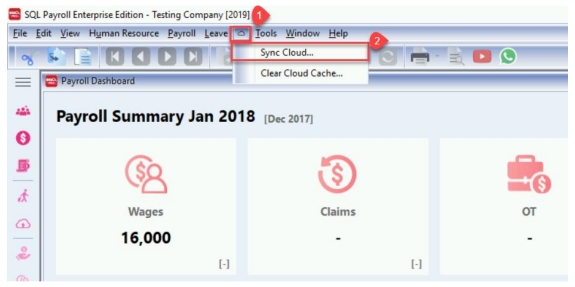 SQL Payroll Enterprise Edition - Testing Company [2019]
1
File Edit View Human Resource Payroll Leave Tools Window Help
2
Sync Cloud...
Clear Cloud Cache...
Payroll Dashboard
Payroll Summary Jan 2018 [Dec 2017]
Wages Claims OT
16,000 - -
[-] [-]